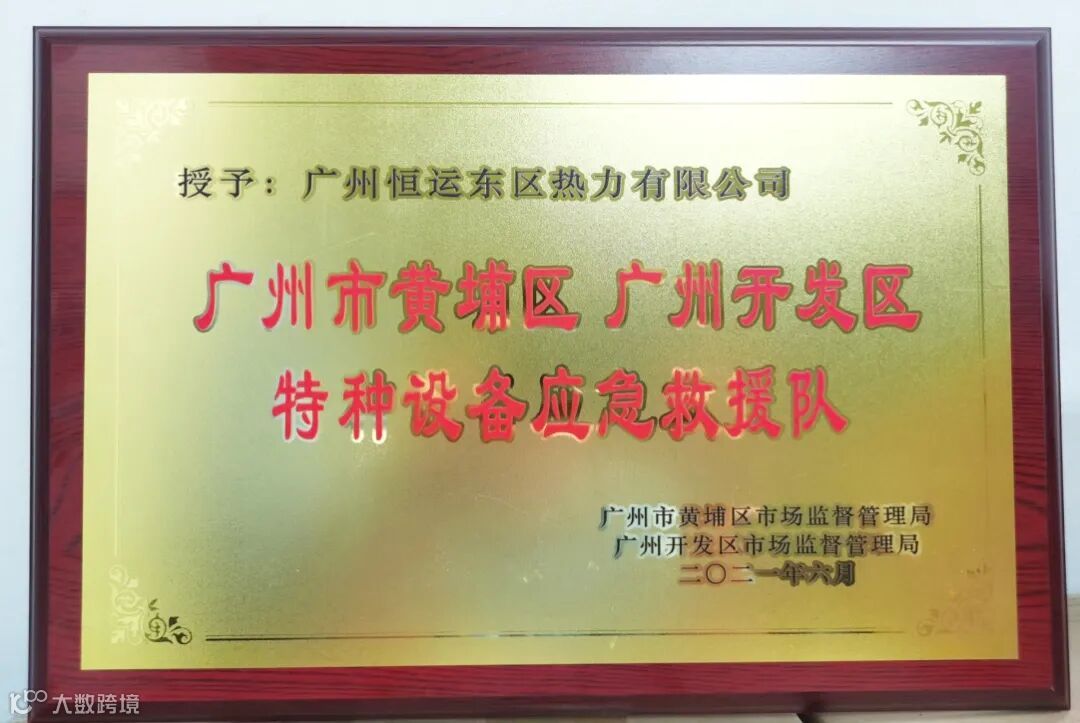 授予：广州恒运东区热力有限公司
广州市黄埔区 广州开发区
特种设备应急救援队
广州市黄埔区市场监督管理局
广州开发区市场监督管理局
二〇二一年六月
大数跨境